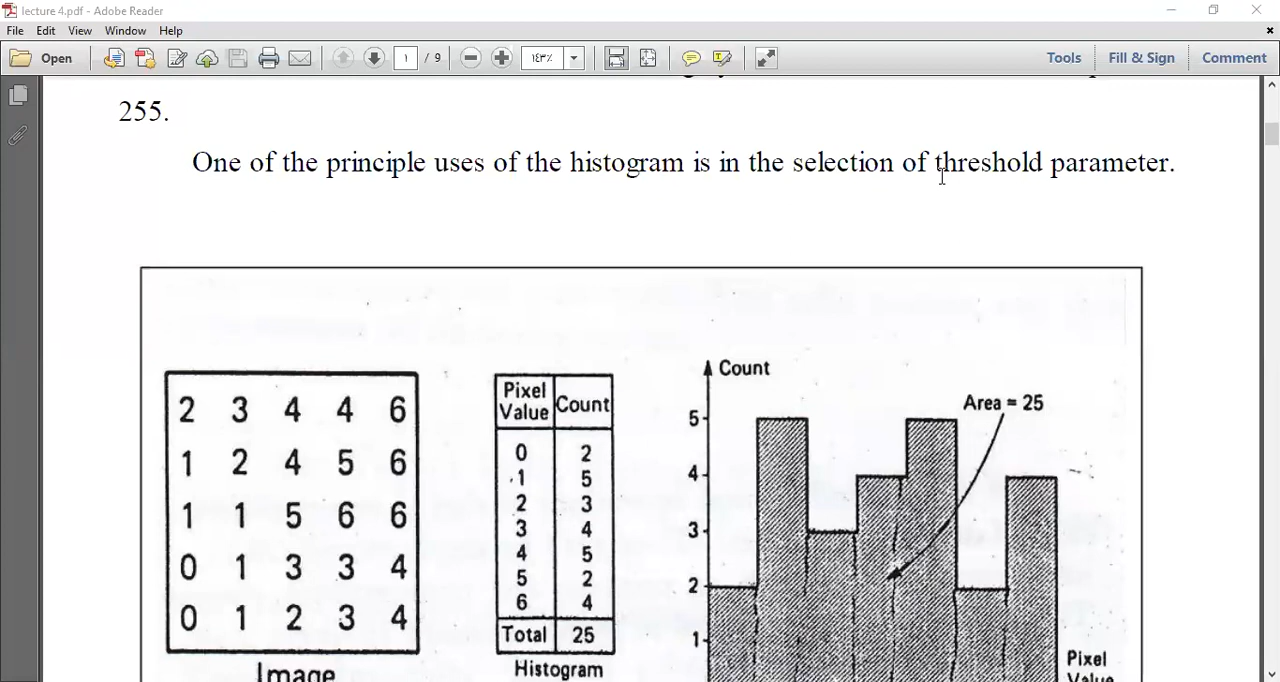 lecture 4.pdf - Adobe Reader
File Edit View Window Help
Open
١ / 9
١٤٣٪
Tools
Fill & Sign
Comment
255.
One of the principle uses of the histogram is in the selection of threshold parameter.
2 3 4 4 6
1 2 4 5 6
1 1 5 6 6
0 1 3 3 4
0 1 2 3 4
Image
Pixel Value Count
0 2
1 5
2 3
3 4
4 5
5 2
6 4
Total 25
Histogram
Count
Area = 25
5
4
3
2
1
Pixel
Value